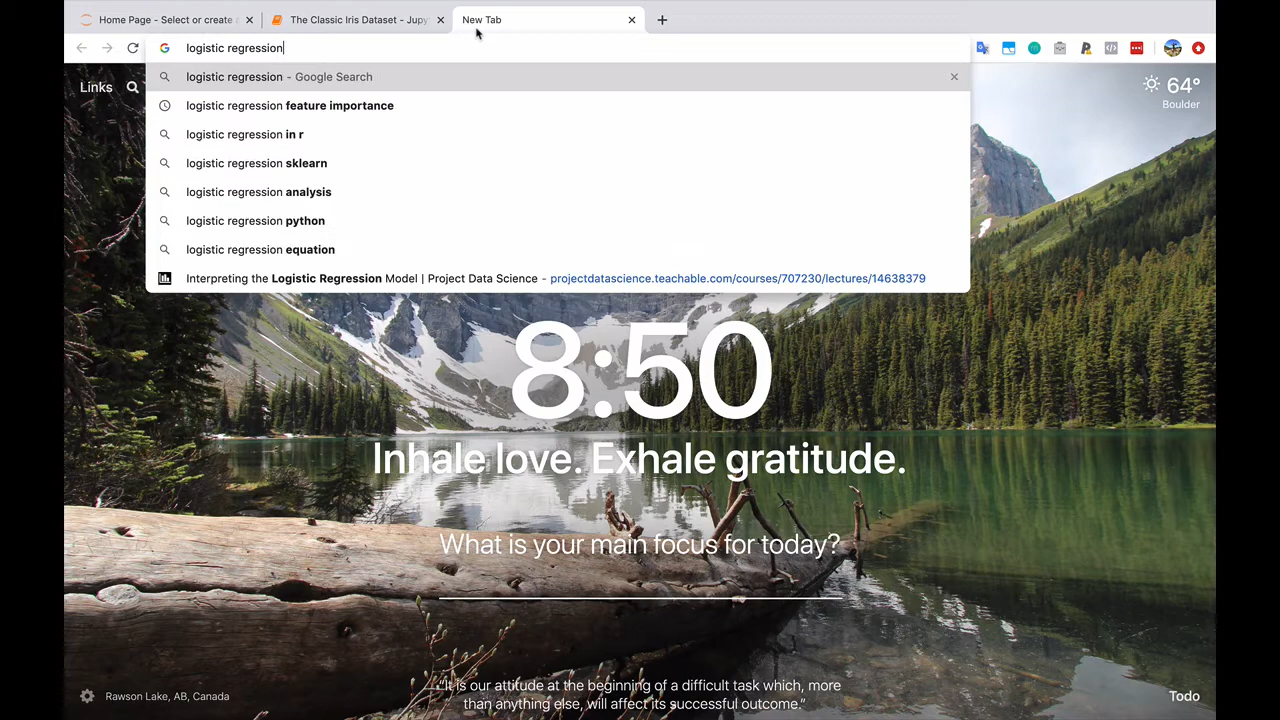 Home Page - Select or create
The Classic Iris Dataset - Jupy
New Tab
logistic regression
Links
logistic regression - Google Search
logistic regression feature importance
logistic regression in r
logistic regression sklearn
logistic regression analysis
logistic regression python
logistic regression equation
Interpreting the Logistic Regression Model | Project Data Science - projectdatascience.teachable.com/courses/707230/lectures/14638379
64°
Boulder
8:50
Inhale love. Exhale gratitude.
What is your main focus for today?
Rawson Lake, AB, Canada
“It is our attitude at the beginning of a difficult task which, more
than anything else, will affect its successful outcome.”
Todo